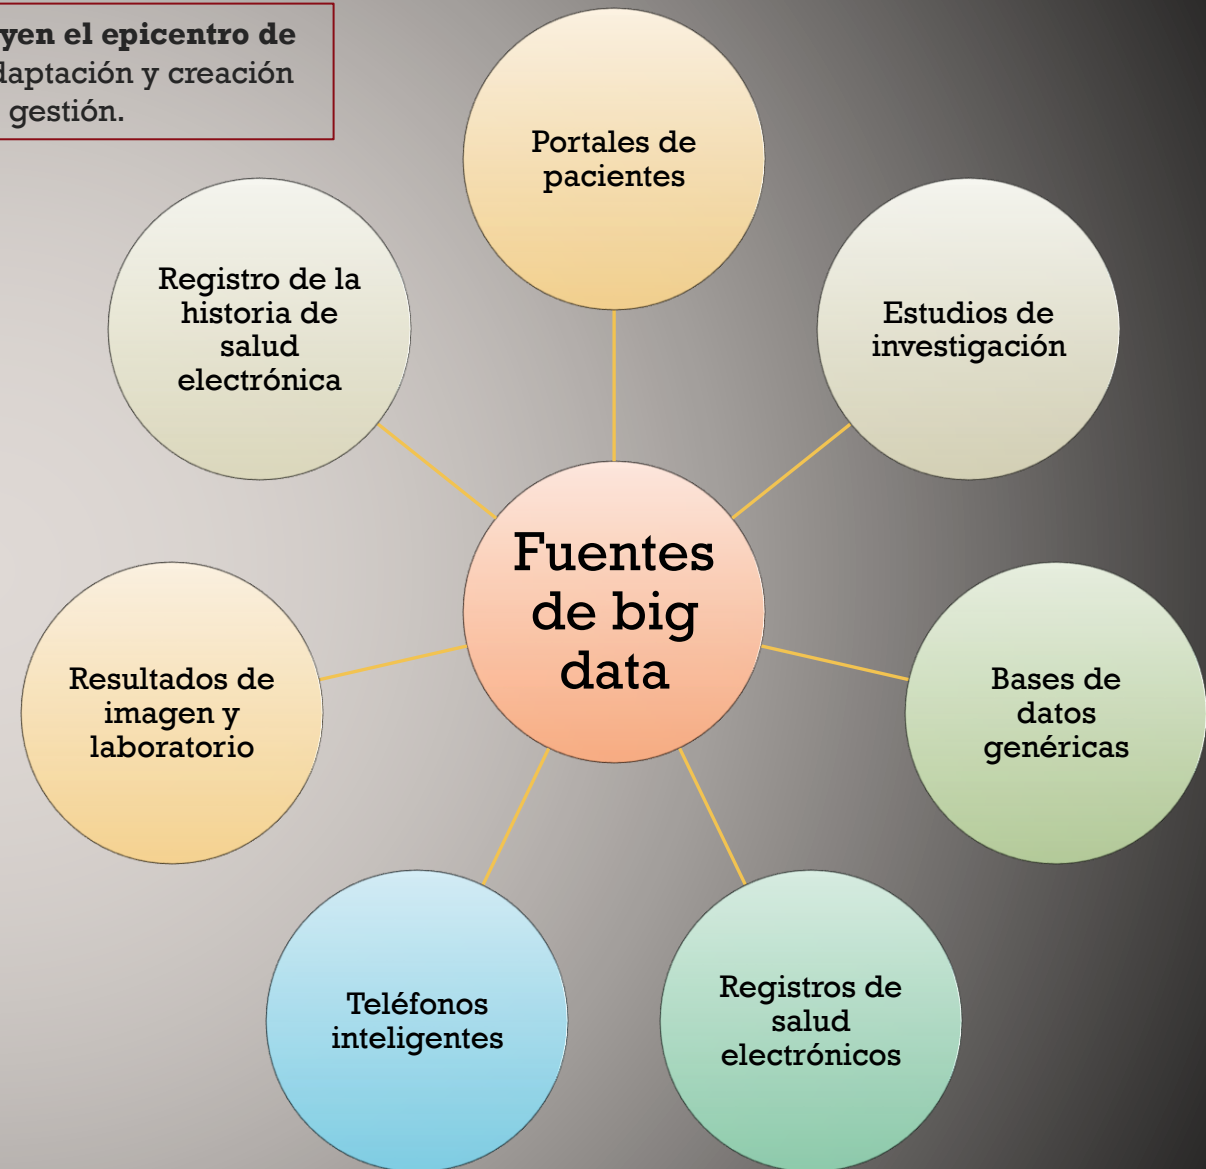 yen el epicentro de
daptación y creación
gestión.
Portales de
pacientes
Registro de la
historia de
salud
electrónica
Estudios de
investigación
Fuentes
de big
data
Resultados de
imagen y
laboratorio
Bases de
datos
genéricas
Teléfonos
inteligentes
Registros de
salud
electrónicos